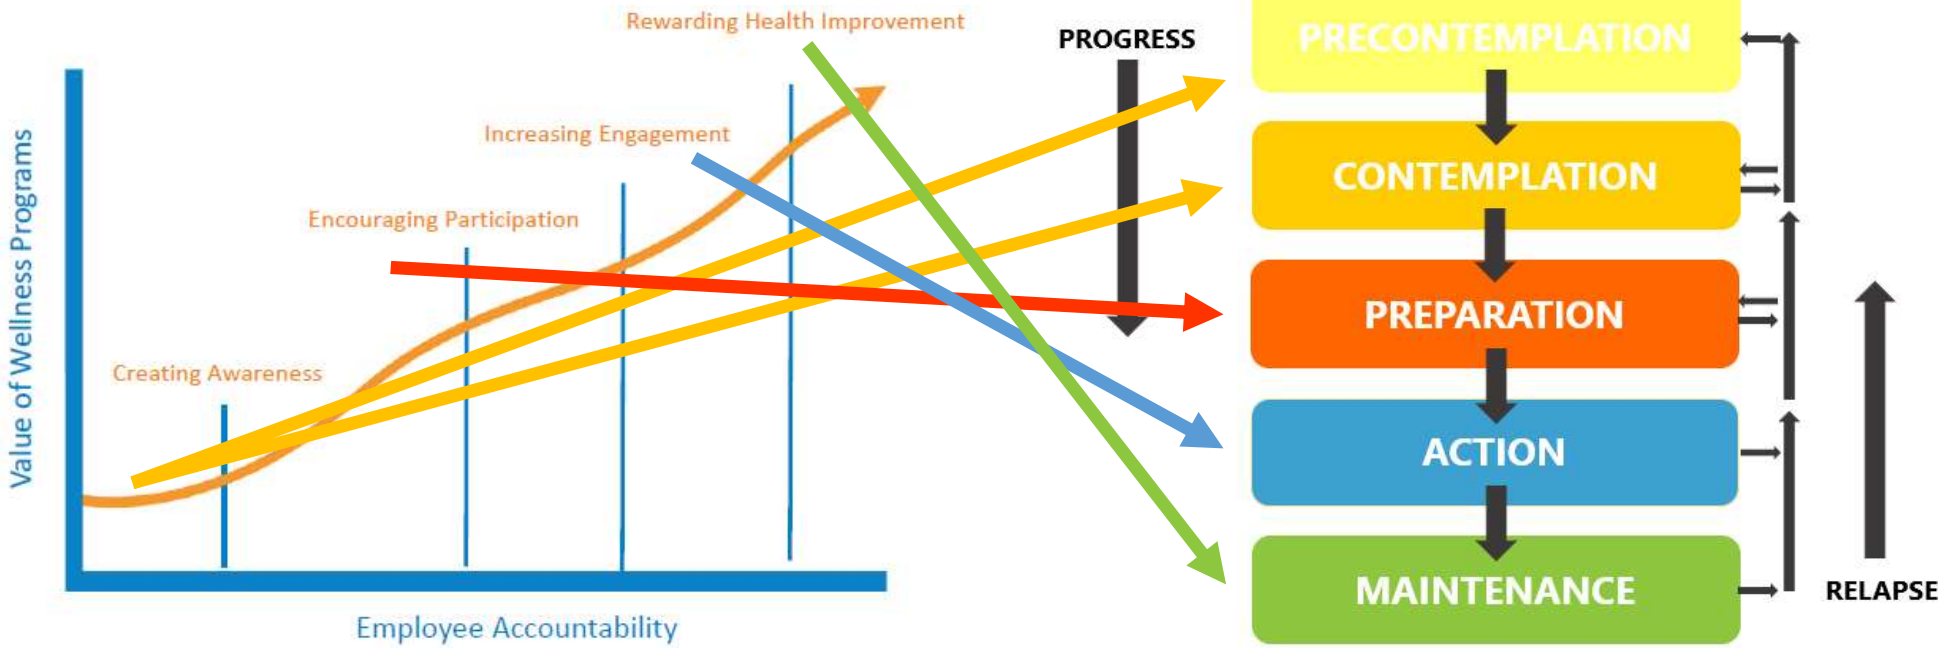 Rewarding Health Improvement
Increasing Engagement
Encouraging Participation
Creating Awareness
Value of Wellness Programs
Employee Accountability
PROGRESS
PRECONTEMPLATION
CONTEMPLATION
PREPARATION
ACTION
MAINTENANCE
RELAPSE